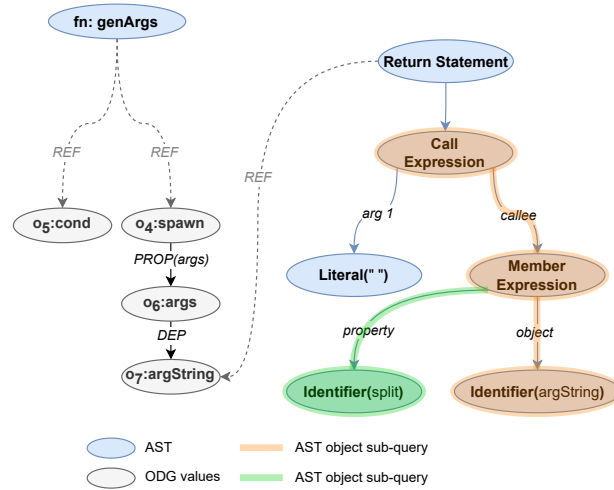 fn: genArgs
Return Statement
REF
REF
REF
Call
Expression
arg 1
callee
o5:cond
o4:spawn
PROP(args)
Literal(" ")
Member
Expression
o6:args
property
object
DEP
o7:argString
Identifier(split)
Identifier(argString)
AST
AST object sub-query
ODG values
AST object sub-query